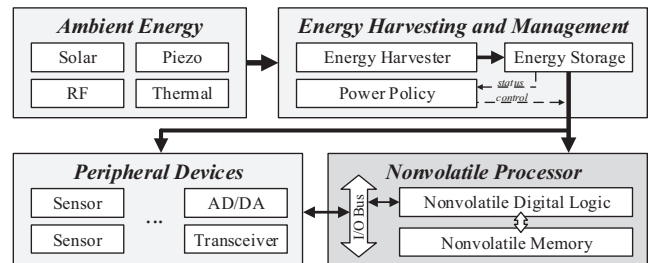 Ambient Energy
Solar Piezo
RF Thermal
Energy Harvesting and Management
Energy Harvester Energy Storage
Power Policy
status
control
Peripheral Devices
Sensor ... AD/DA
Sensor Transceiver
Nonvolatile Processor
I/O Bus
Nonvolatile Digital Logic
Nonvolatile Memory